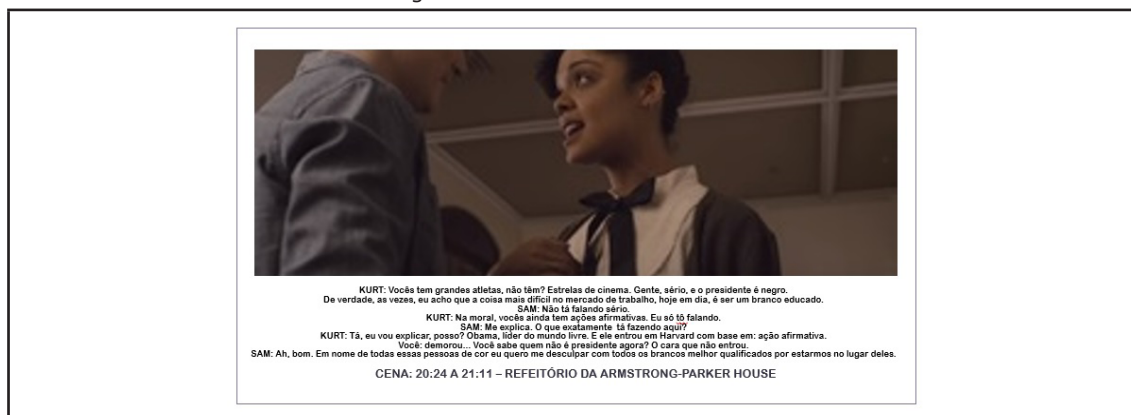 KURT: Vocês tem grandes atletas, não têm? Estrelas de cinema. Gente, sério, e o presidente é negro.
De verdade, as vezes, eu acho que a coisa mais difícil no mercado de trabalho, hoje em dia, é ser um branco educado.
SAM: Não tá falando sério.
KURT: Na moral, vocês ainda tem ações afirmativas. Eu só tô falando.
SAM: Me explica. O que exatamente tá fazendo aqui?
KURT: Tá, eu vou explicar, posso? Obama, líder do mundo livre. E ele entrou em Harvard com base em: ação afirmativa.
Você: demorou... Você sabe quem não é presidente agora? O cara que não entrou.
SAM: Ah, bom. Em nome de todas essas pessoas de cor eu quero me desculpar com todos os brancos melhor qualificados por estarmos no lugar deles.
CENA: 20:24 A 21:11 – REFEITÓRIO DA ARMSTRONG-PARKER HOUSE